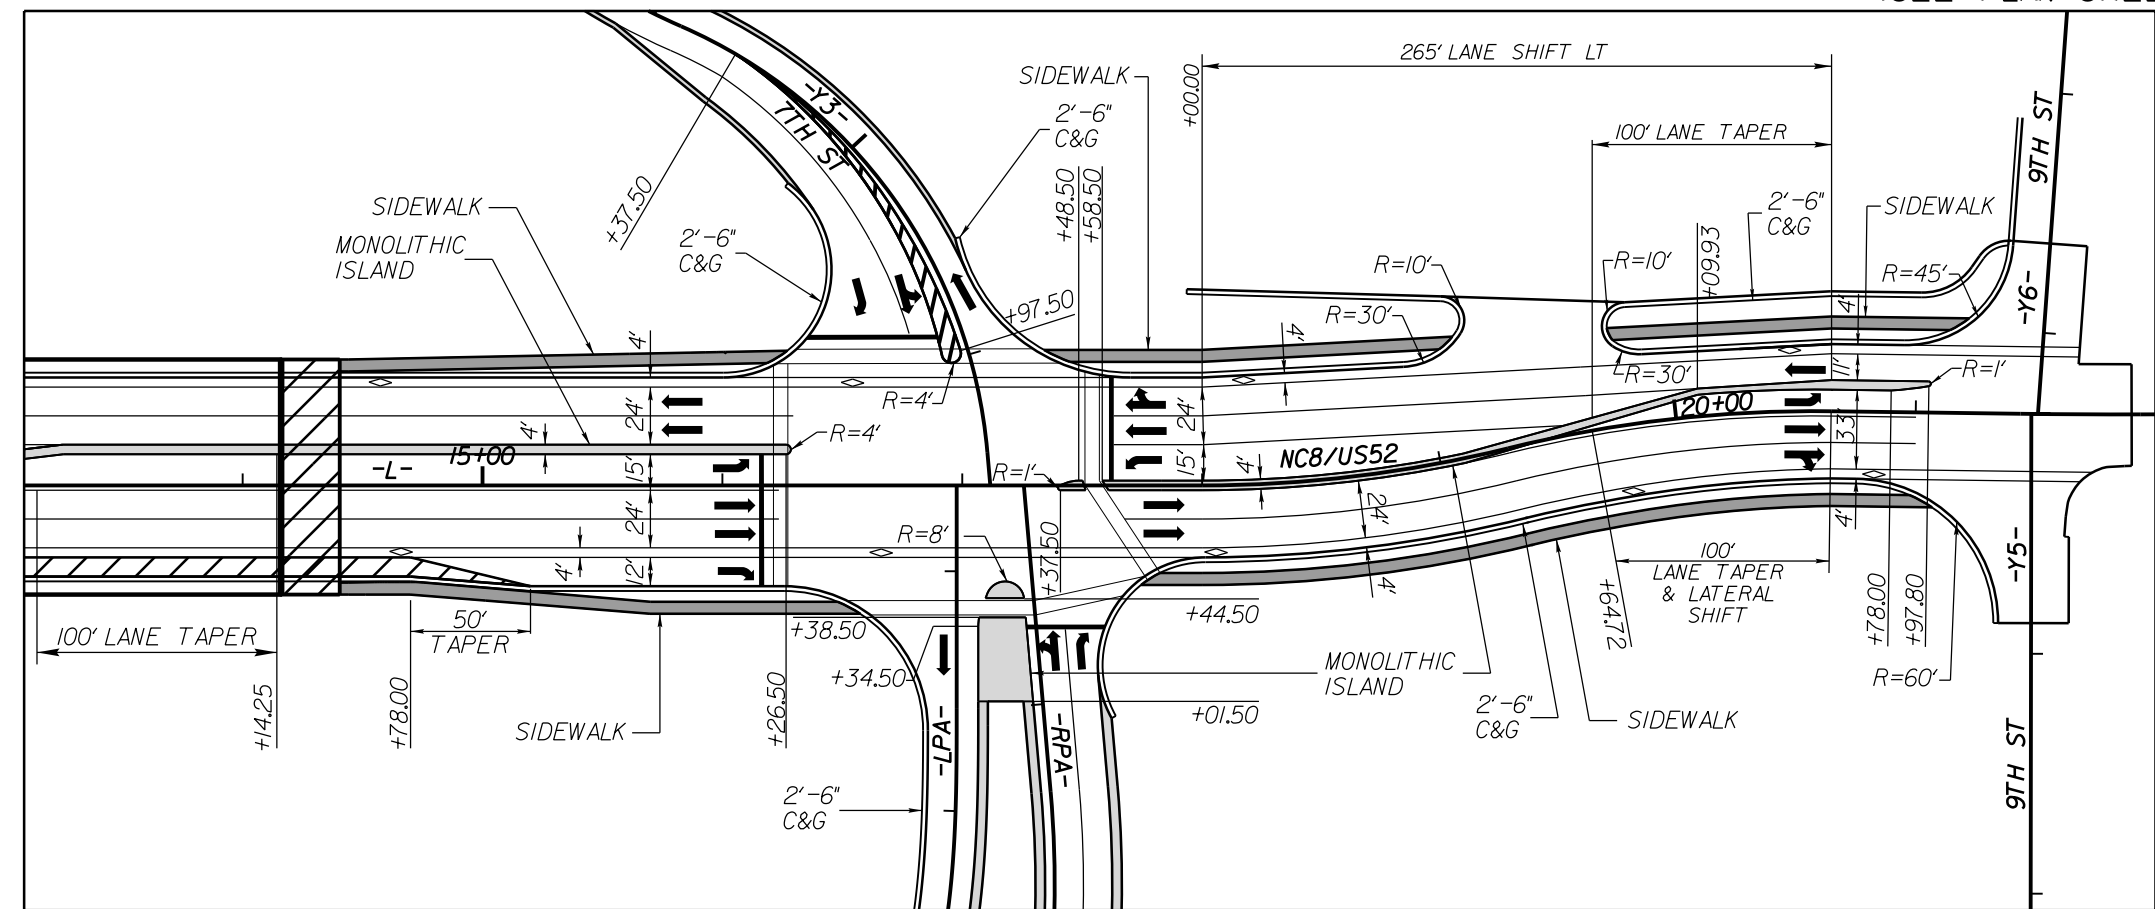 265' LANE SHIFT LT
SIDEWALK
+00.00
2'-6"
C&G
-Y3-
7TH ST
100' LANE TAPER
9TH ST
+37.50
SIDEWALK
MONOLITHIC
ISLAND
2'-6"
C&G
+48.50
+58.50
+09.93
2'-6"
C&G
SIDEWALK
R=10'
R=10'
R=45'
-Y6-
+97.50
R=30'
4'
4'
4'
R=30'
11'
R=1'
R=4'
24'
4'
R=4'
24'
20+00
33'
15+00
-L-
15'
15'
4'
NC8/US52
R=1'
24'
24'
R=8'
+37.50
4'
12'
4'
4'
100'
LANE TAPER
& LATERAL
SHIFT
-Y5-
+64.72
+78.00
+97.80
100' LANE TAPER
50'
TAPER
+38.50
+44.50
+34.50
MONOLITHIC
ISLAND
R=60'
+14.25
+78.00
+26.50
+01.50
SIDEWALK
-LPA-
-RPA-
2'-6"
C&G
SIDEWALK
9TH ST
2'-6"
C&G